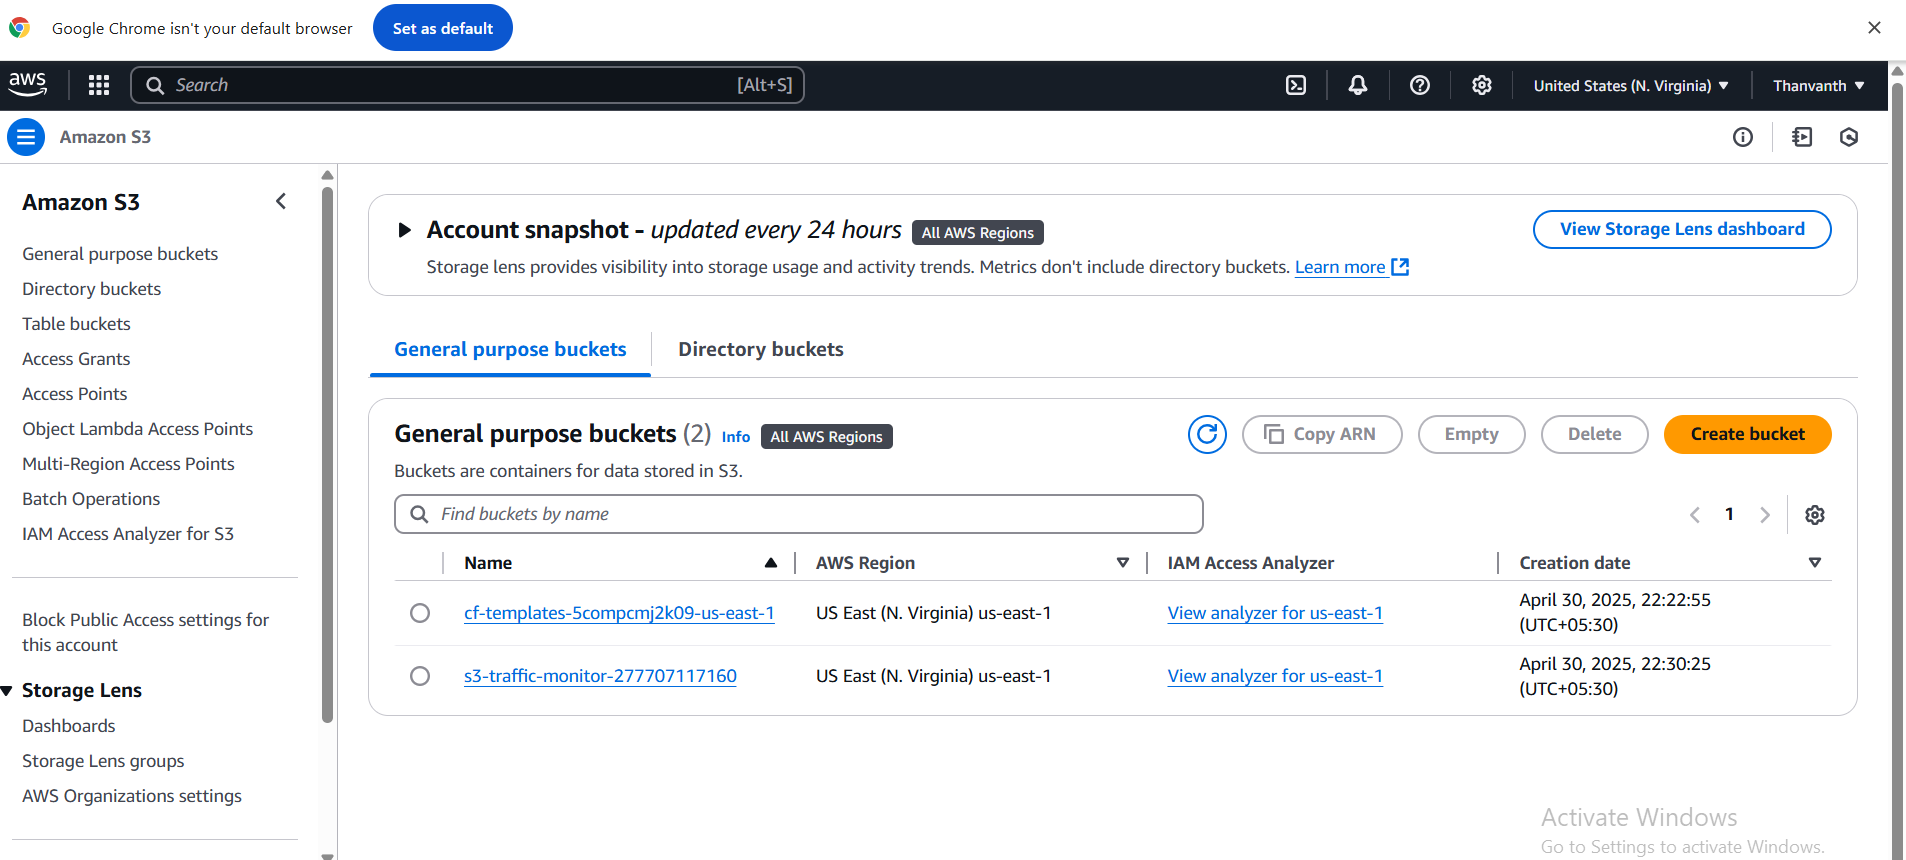 Google Chrome isn't your default browser
Set as default
aws
Search
[Alt+S]
United States (N. Virginia)
Thanvanth
Amazon S3
Amazon S3
General purpose buckets
Directory buckets
Table buckets
Access Grants
Access Points
Object Lambda Access Points
Multi-Region Access Points
Batch Operations
IAM Access Analyzer for S3
Block Public Access settings for
this account
Storage Lens
Dashboards
Storage Lens groups
AWS Organizations settings
Account snapshot - updated every 24 hours All AWS Regions
View Storage Lens dashboard
Storage lens provides visibility into storage usage and activity trends. Metrics don't include directory buckets. Learn more
General purpose buckets
Directory buckets
General purpose buckets (2) Info All AWS Regions
Copy ARN
Empty
Delete
Create bucket
Buckets are containers for data stored in S3.
Find buckets by name
1
Name
AWS Region
IAM Access Analyzer
Creation date
cf-templates-5compcmj2k09-us-east-1
US East (N. Virginia) us-east-1
View analyzer for us-east-1
April 30, 2025, 22:22:55
(UTC+05:30)
s3-traffic-monitor-277707117160
US East (N. Virginia) us-east-1
View analyzer for us-east-1
April 30, 2025, 22:30:25
(UTC+05:30)
Activate Windows
Go to Settings to activate Windows.